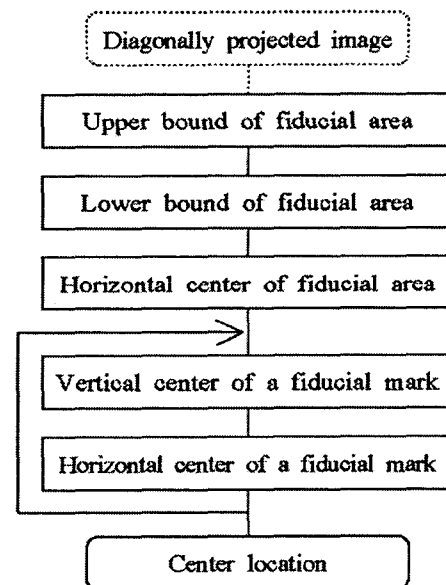 Diagonally projected image
Upper bound of fiducial area
Lower bound of fiducial area
Horizontal center of fiducial area
Vertical center of a fiducial mark
Horizontal center of a fiducial mark
Center location